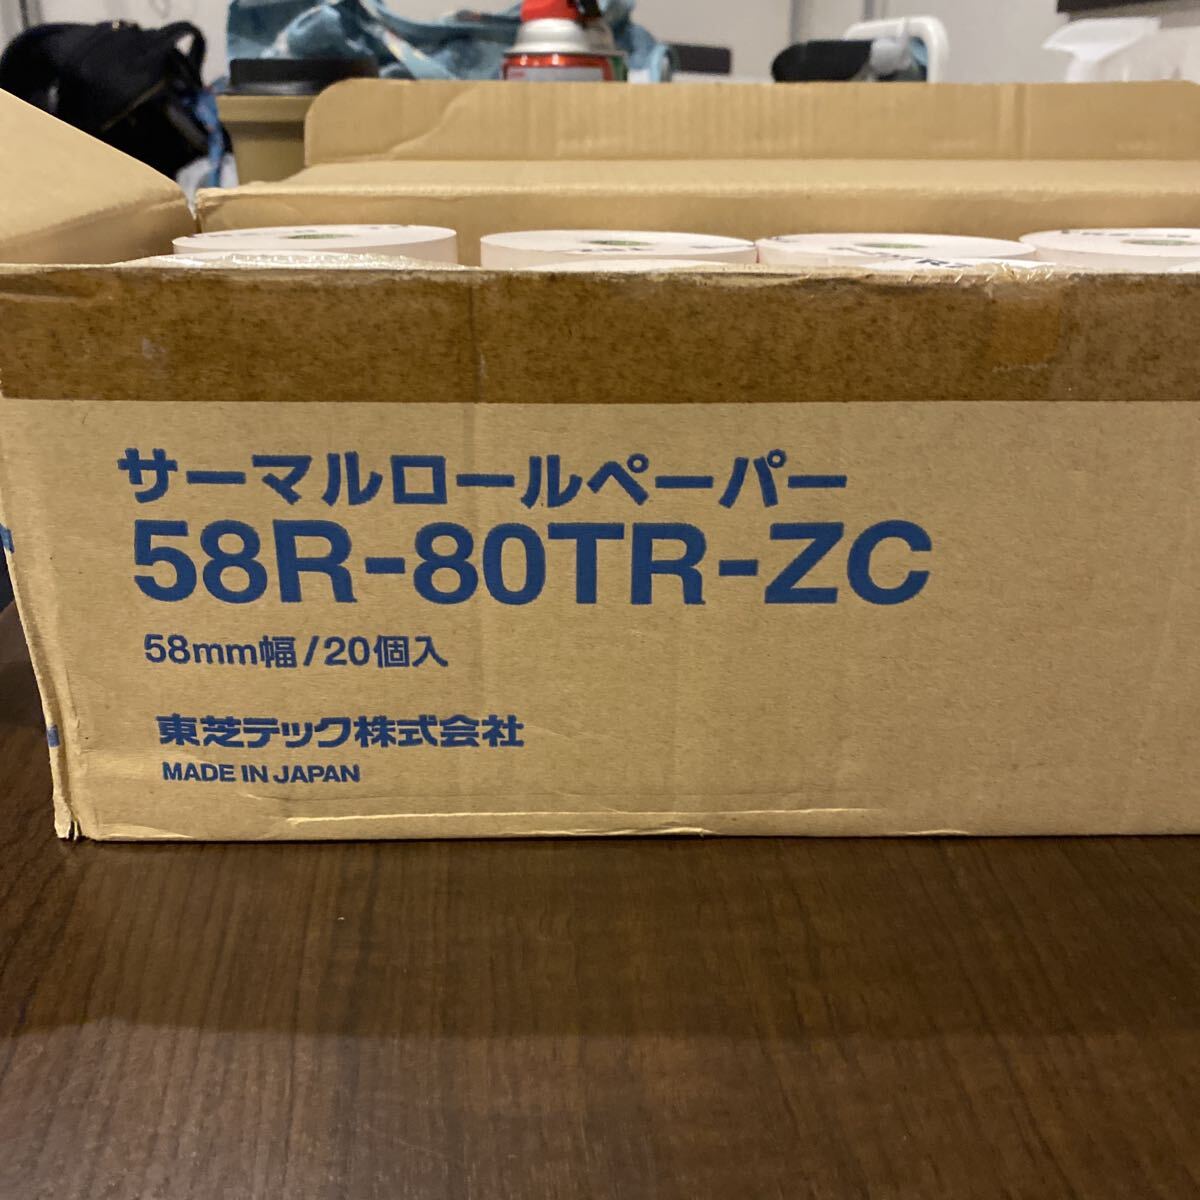 サーマルロールペーパー
58R-80TR-ZC
58mm幅/20個入
東芝テック株式会社
MADE IN JAPAN